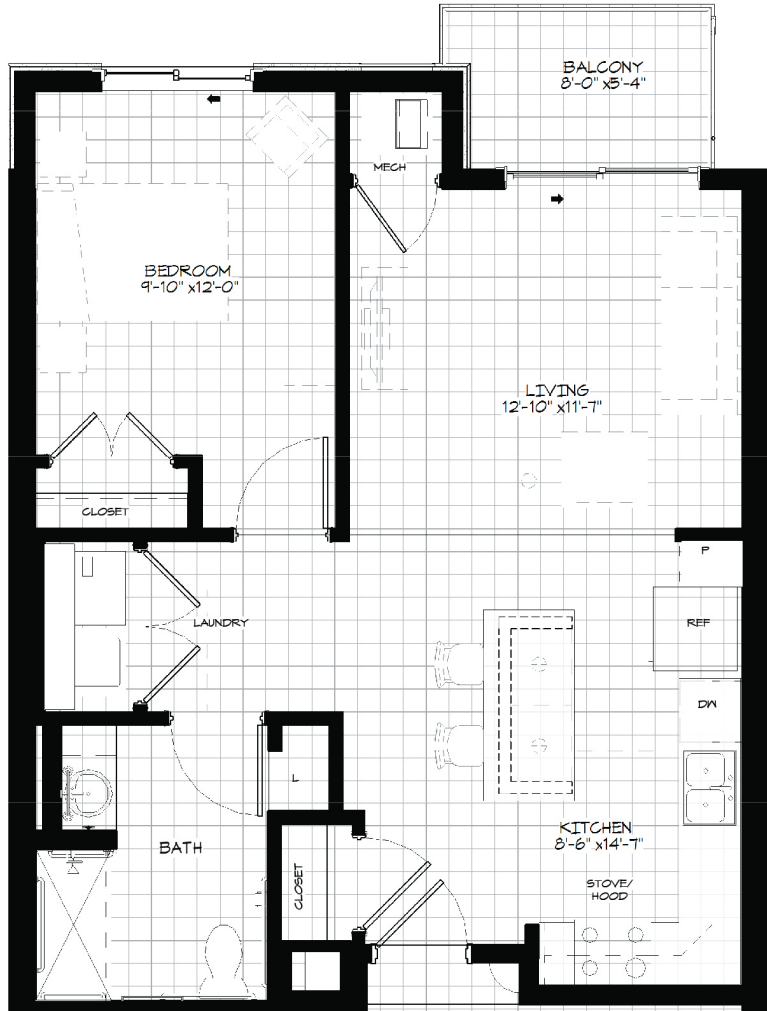 BALCONY
8'-0" x5'-4"
MECH
BEDROOM
9'-10" x12'-0"
LIVING
12'-10" x11'-7"
CLOSET
P
LAUNDRY
REF
DW
L
KITCHEN
8'-6" x14'-7"
BATH
CLOSET
STOVE/
HOOD